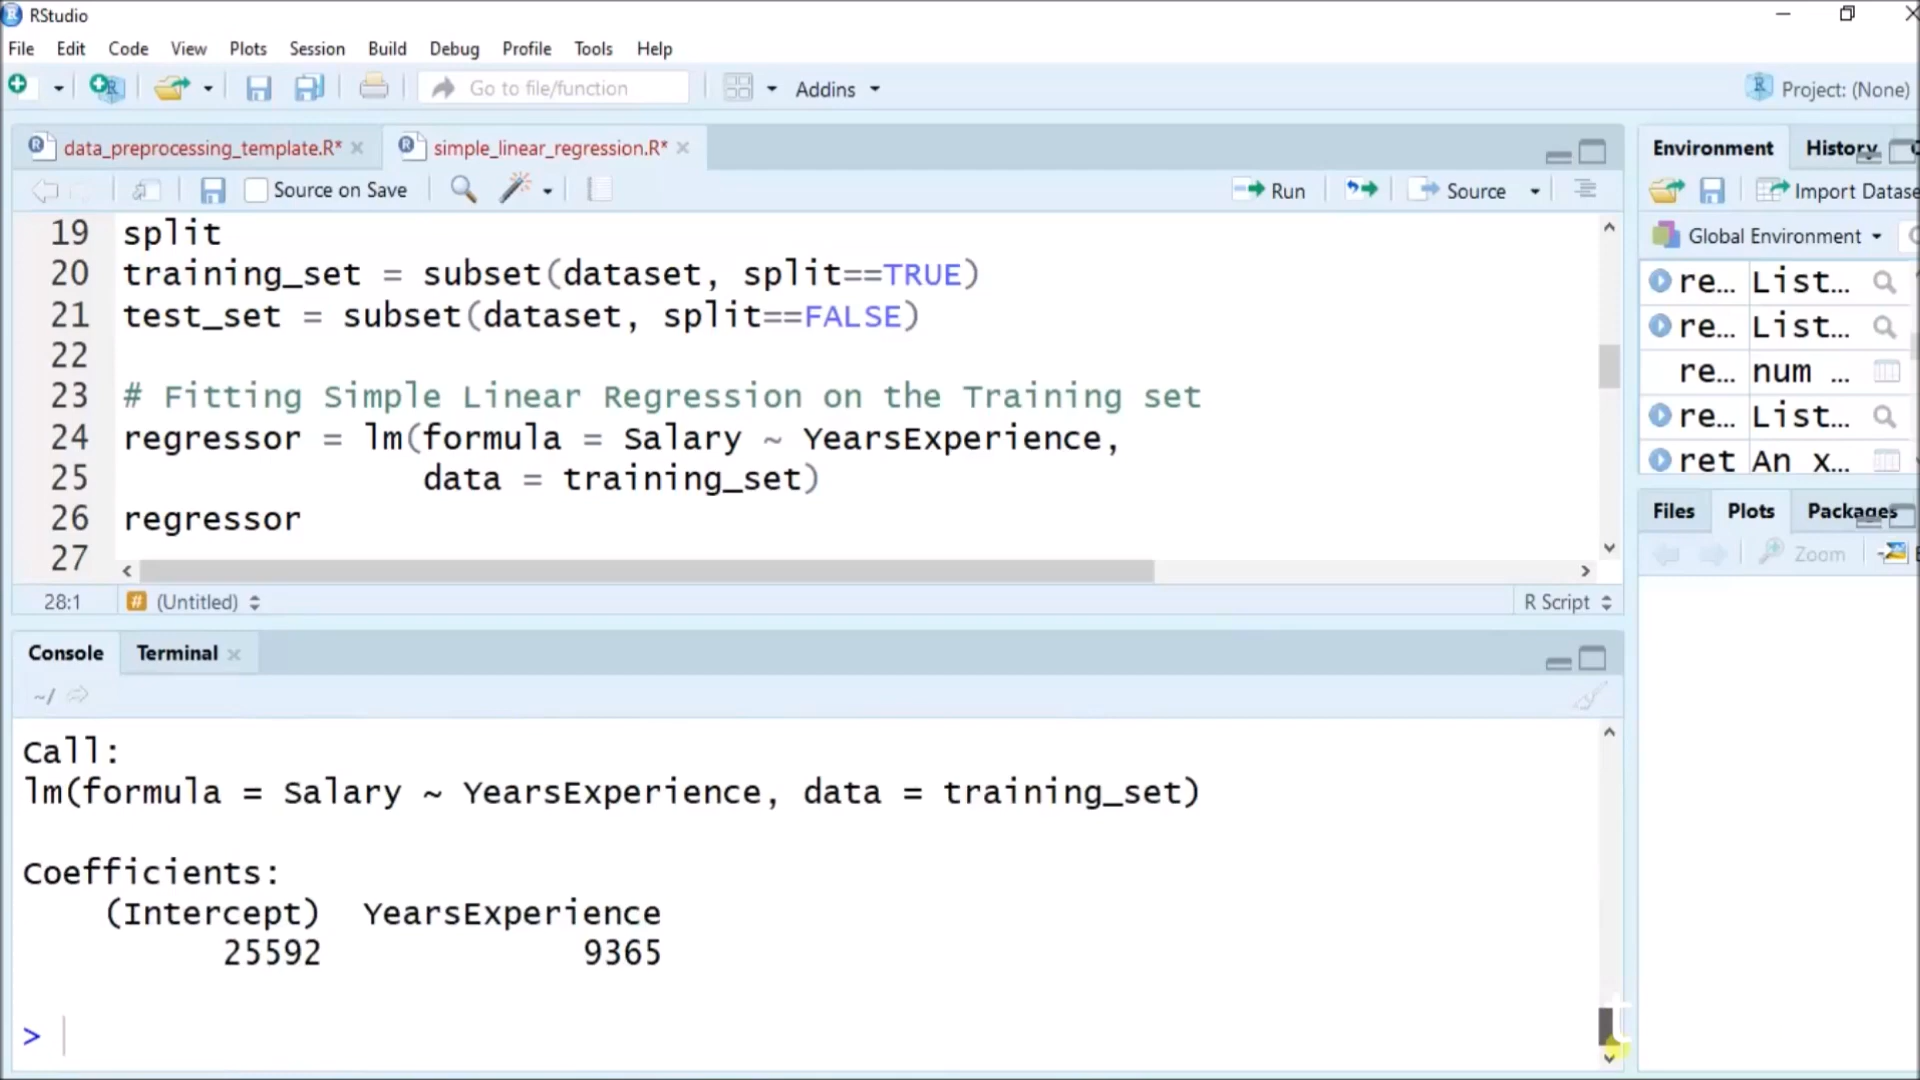 RStudio
File Edit Code View Plots Session Build Debug Profile Tools Help
Go to file/function Addins Project: (None)
data_preprocessing_template.R* simple_linear_regression.R*
Source on Save Run Source
19 split
20 training_set = subset(dataset, split==TRUE)
21 test_set = subset(dataset, split==FALSE)
22
23 # Fitting Simple Linear Regression on the Training set
24 regressor = lm(formula = Salary ~ YearsExperience,
25 data = training_set)
26 regressor
27
28:1 (Untitled) R Script
Console Terminal
~/
Call:
lm(formula = Salary ~ YearsExperience, data = training_set)
Coefficients:
(Intercept) YearsExperience
25592 9365
>
Environment History
Import Datase
Global Environment
re... List...
re... List...
re... num ...
re... List...
ret An x...
Files Plots Packages
Zoom